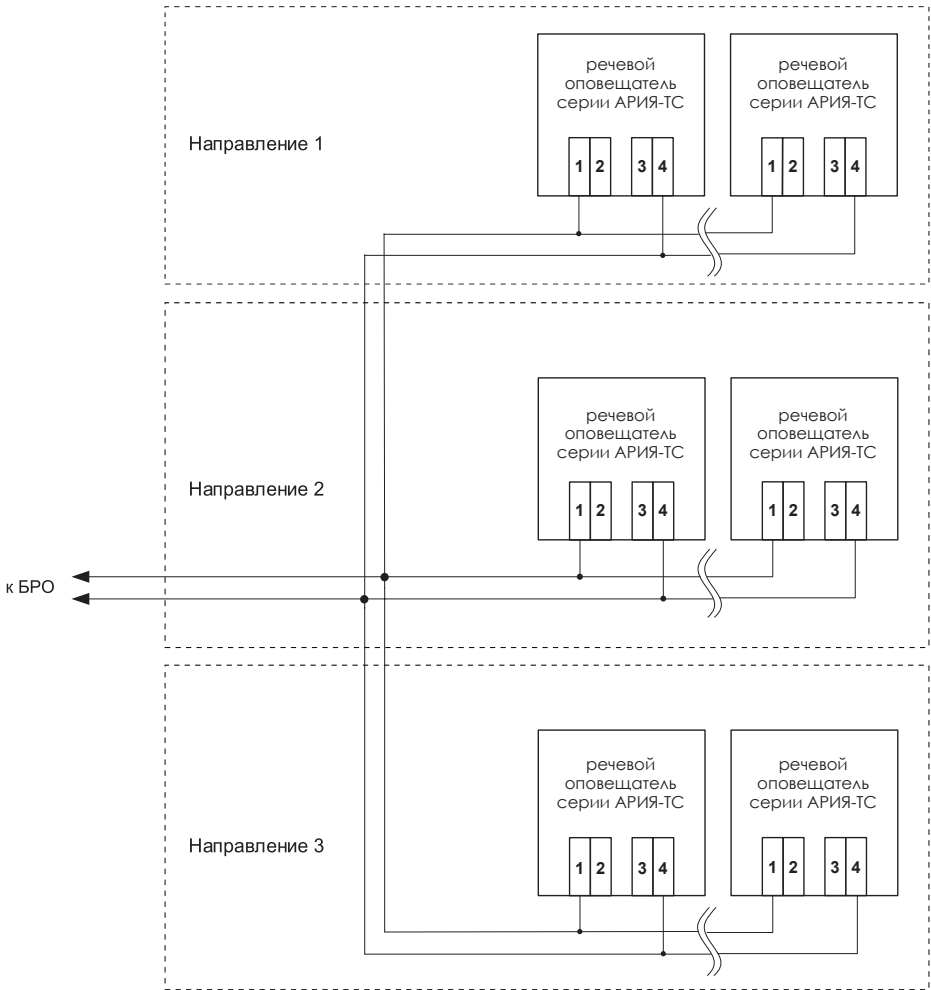 речевой
оповещатель
серии АРИЯ-ТС
речевой
оповещатель
серии АРИЯ-ТС
Направление 1
1 2 3 4
1 2 3 4
речевой
оповещатель
серии АРИЯ-ТС
речевой
оповещатель
серии АРИЯ-ТС
Направление 2
1 2 3 4
1 2 3 4
к БРО
речевой
оповещатель
серии АРИЯ-ТС
речевой
оповещатель
серии АРИЯ-ТС
Направление 3
1 2 3 4
1 2 3 4